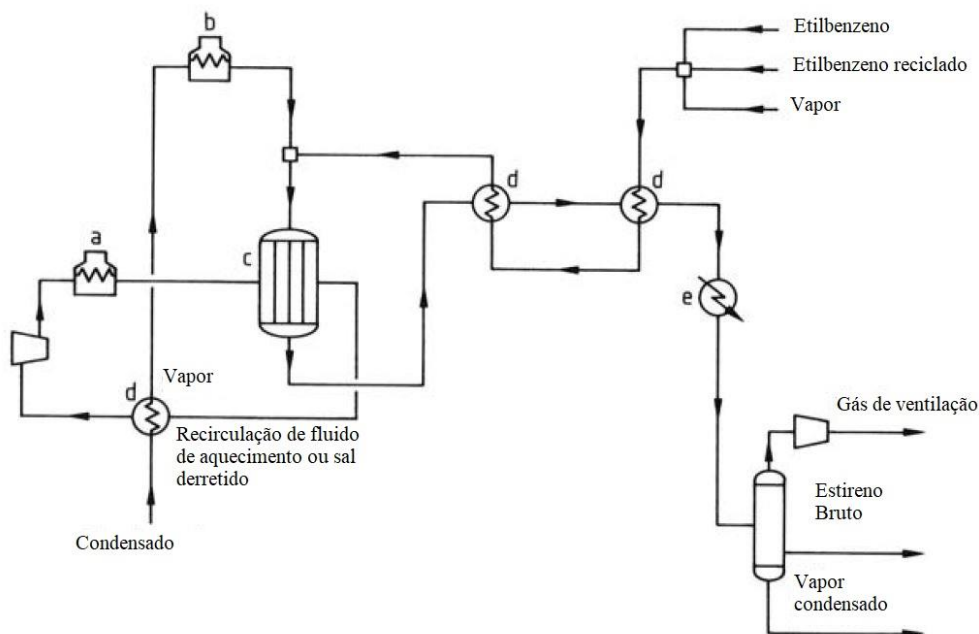 b
Etilbenzeno
Etilbenzeno reciclado
Vapor
d
d
a
c
e
Vapor
d
Recirculação de fluido
de aquecimento ou sal
derretido
Condensado
Gás de ventilação
Estireno
Bruto
Vapor
condensado